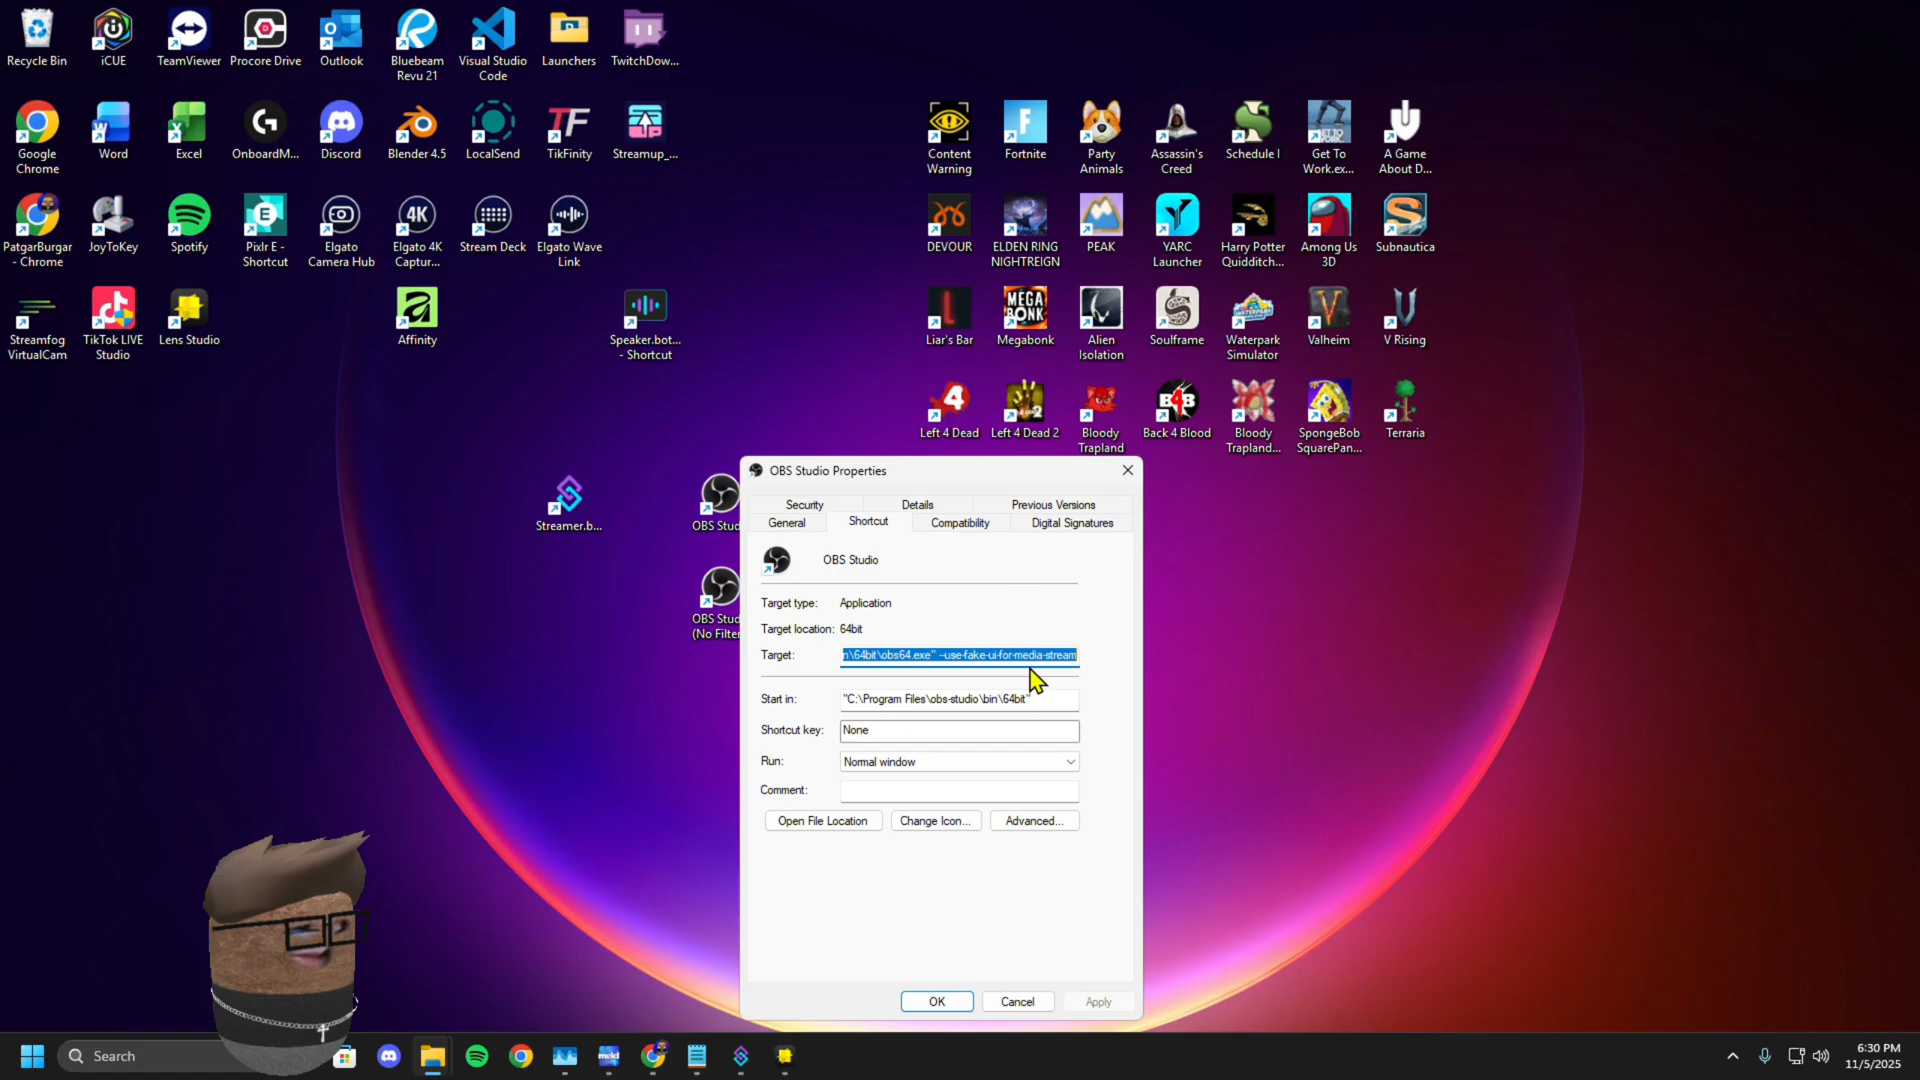 Recycle Bin
iCUE
TeamViewer
Procore Drive
Outlook
Bluebeam
Revu 21
Visual Studio
Code
Launchers
TwitchDow...
Google
Chrome
Word
Excel
OnboardM...
Discord
Blender 4.5
LocalSend
TikFinity
Streamup_...
PatgarBurgar
- Chrome
JoyToKey
Spotify
Pixlr E -
Shortcut
Elgato
Camera Hub
Elgato 4K
Captur...
Stream Deck
Elgato Wave
Link
Streamfog
VirtualCam
TikTok LIVE
Studio
Lens Studio
Affinity
Speaker.bot...
- Shortcut
Content
Warning
Fortnite
Party
Animals
Assassin's
Creed
Schedule I
Get To
Work.ex...
A Game
About D...
DEVOUR
ELDEN RING
NIGHTREIGN
PEAK
YARC
Launcher
Harry Potter
Quidditch...
Among Us
3D
Subnautica
Liar's Bar
Megabonk
Alien
Isolation
Soulframe
Waterpark
Simulator
Valheim
V Rising
Left 4 Dead
Left 4 Dead 2
Bloody
Trapland
Back 4 Blood
Bloody
Trapland...
SpongeBob
SquarePan...
Terraria
Streamer.b...
OBS Stud
OBS Stud
(No Filter
OBS Studio Properties
Security
Details
Previous Versions
General
Shortcut
Compatibility
Digital Signatures
OBS Studio
Target type: Application
Target location: 64bit
Target: n\64bit\obs64.exe" --use-fake-ui-for-media-stream
Start in: "C:\Program Files\obs-studio\bin\64bit"
Shortcut key: None
Run: Normal window
Comment:
Open File Location
Change Icon...
Advanced...
OK
Cancel
Apply
Search
6:30 PM
11/5/2025